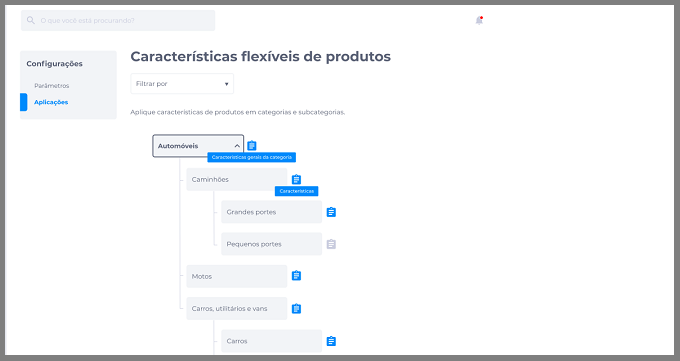 O que você está procurando?
Configurações
Parâmetros
Aplicações
Características flexíveis de produtos
Filtrar por
Aplique características de produtos em categorias e subcategorias.
Automóveis
Características gerais da categoria
Caminhões
Características
Grandes portes
Pequenos portes
Motos
Carros, utilitários e vans
Carros